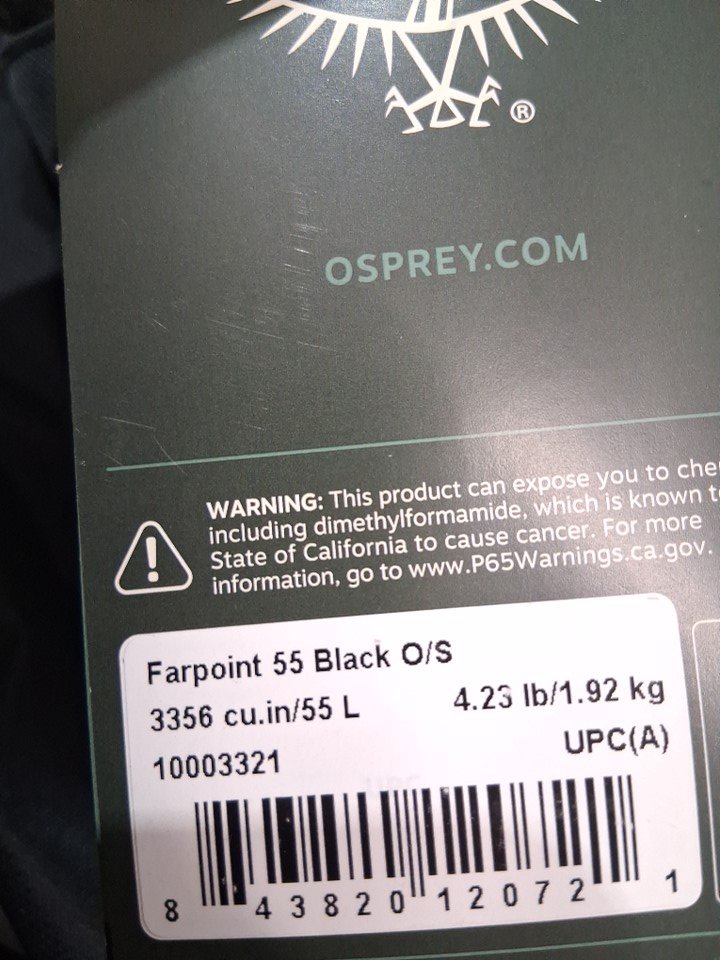 ®
OSPREY.COM
WARNING: This product can expose you to
including dimethylformamide, which is known
State of California to cause cancer. For more
information, go to www.P65Warnings.ca.gov.
Farpoint 55 Black O/S
3356 cu.in/55 L 4.23 lb/1.92 kg
10003321 UPC(A)
8 43820 12072 1